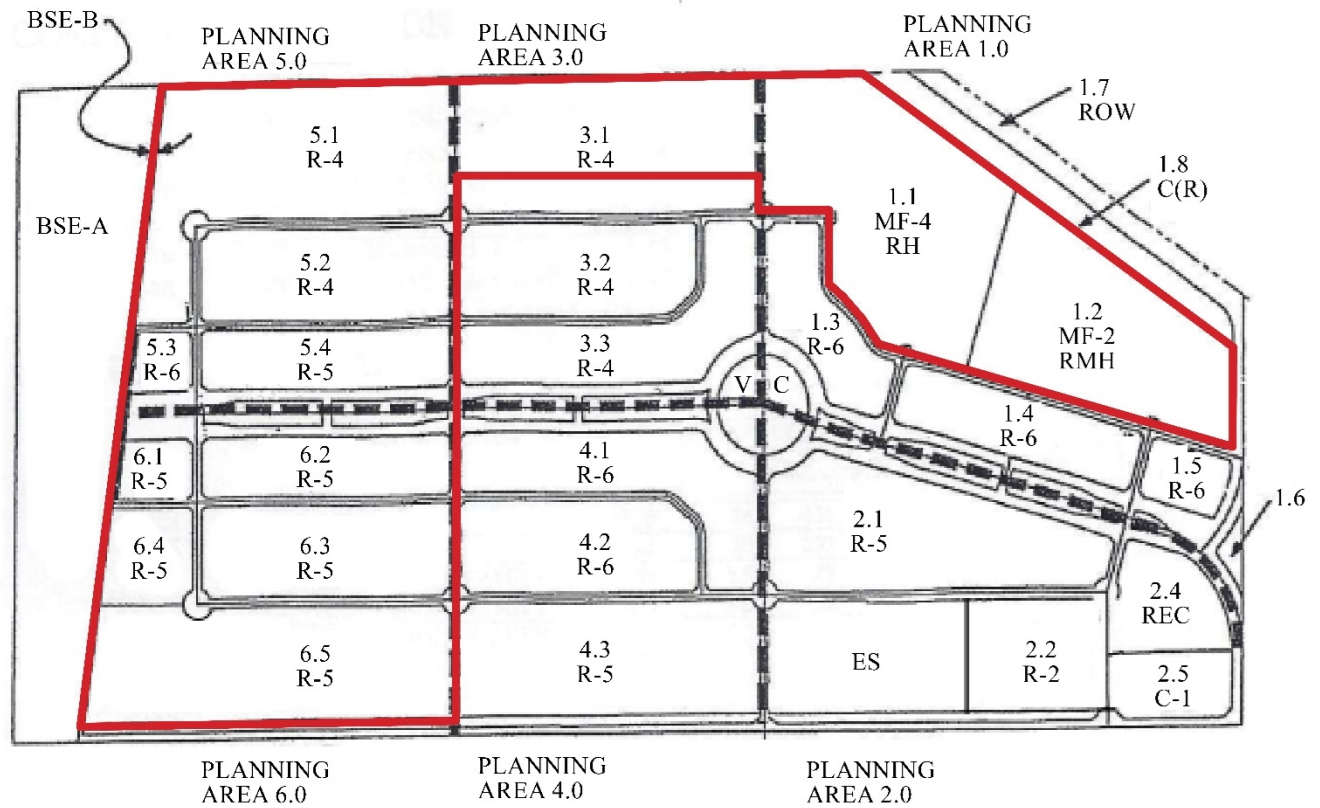 BSE-B
PLANNING
AREA 5.0
PLANNING
AREA 3.0
PLANNING
AREA 1.0
1.7
ROW
1.8
C(R)
5.1
R-4
3.1
R-4
1.1
MF-4
RH
BSE-A
5.2
R-4
3.2
R-4
1.2
MF-2
RMH
5.3
R-6
5.4
R-5
3.3
R-4
1.3
R-6
V C
1.4
R-6
6.1
R-5
6.2
R-5
4.1
R-6
1.5
R-6
1.6
6.4
R-5
6.3
R-5
4.2
R-6
2.1
R-5
2.4
REC
6.5
R-5
4.3
R-5
ES
2.2
R-2
2.5
C-1
PLANNING
AREA 6.0
PLANNING
AREA 4.0
PLANNING
AREA 2.0